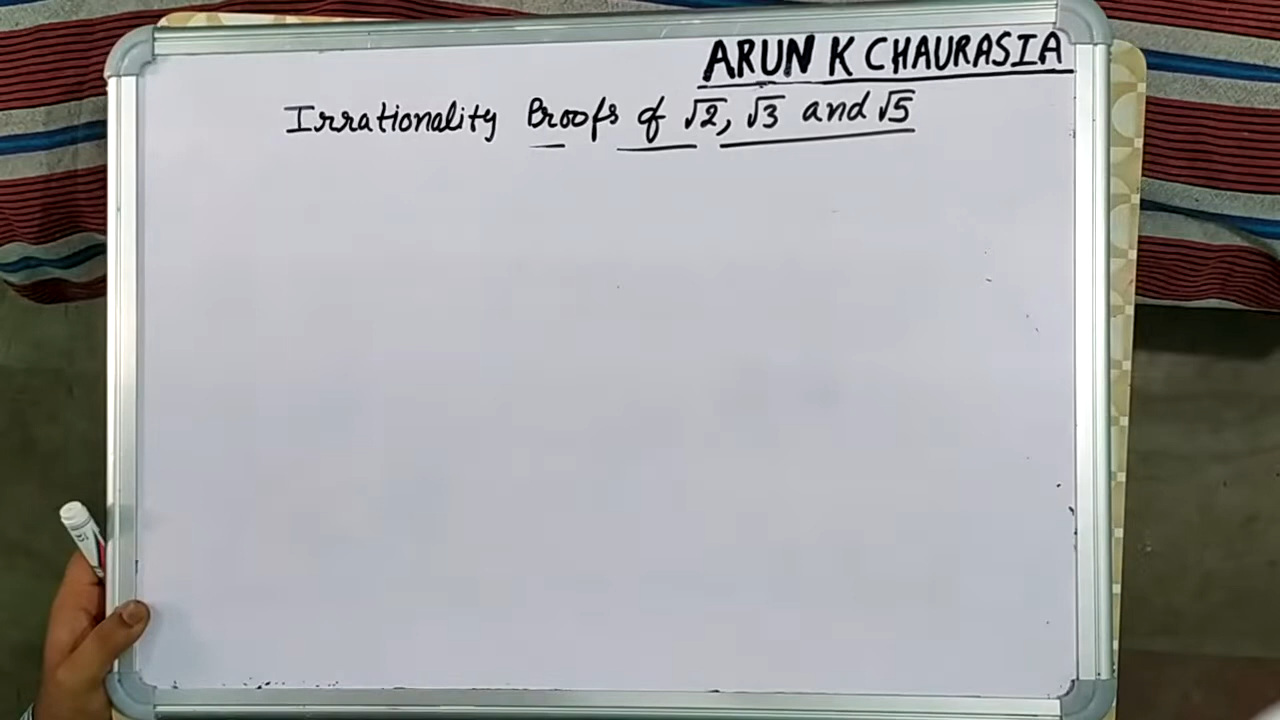 ARUN K CHAURASIA
Irrationality Proofs of √2, √3 and √5